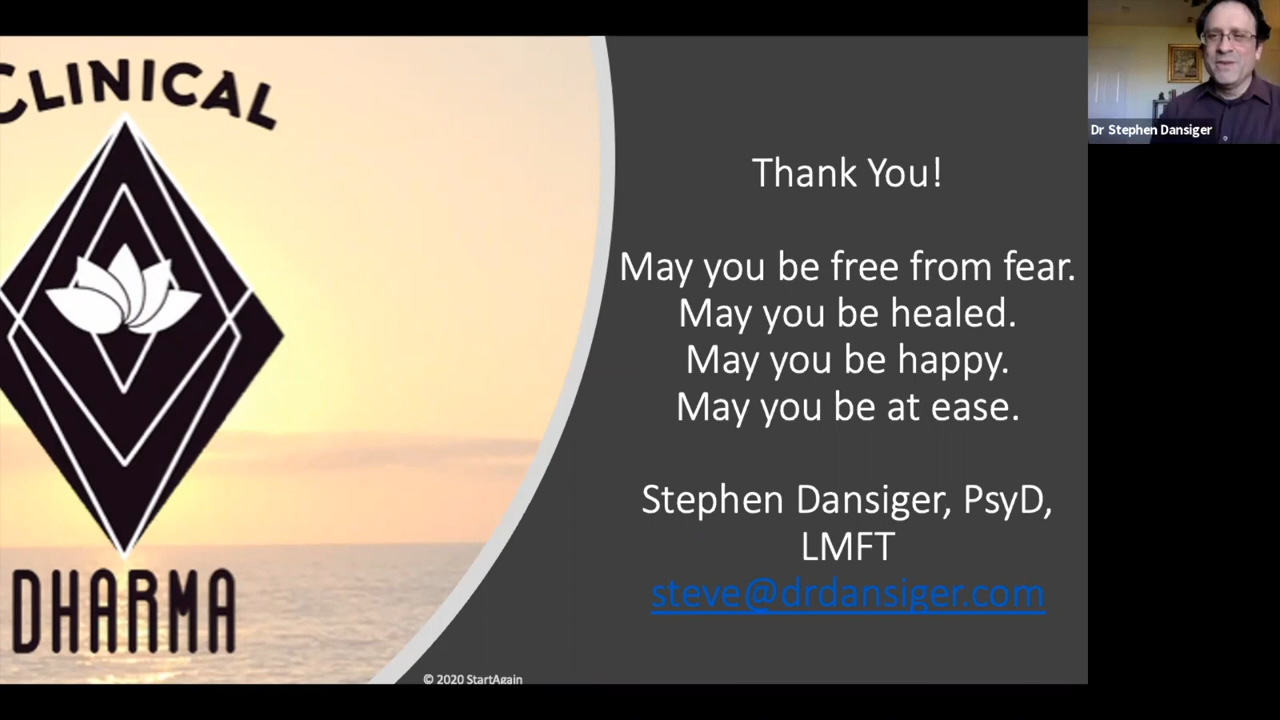 CLINICAL
DHARMA
Thank You!
May you be free from fear.
May you be healed.
May you be happy.
May you be at ease.
Stephen Dansiger, PsyD,
LMFT
steve@drdansiger.com
© 2020 StartAgain
Dr Stephen Dansiger